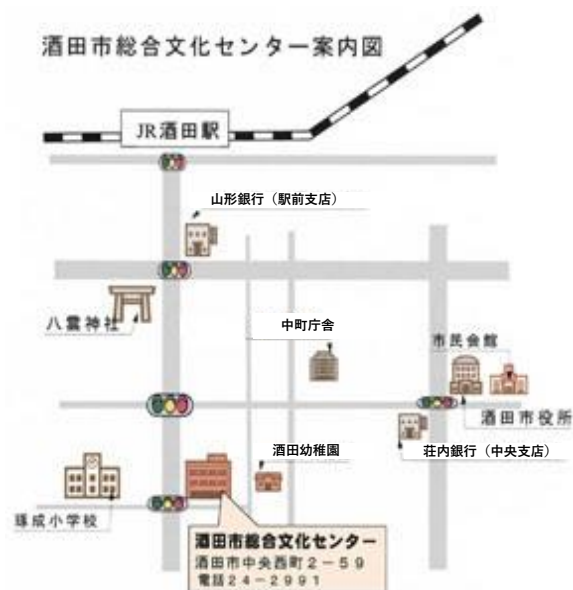 酒田市総合文化センター案内図
JR酒田駅
山形銀行（駅前支店）
八雲神社
中町庁舎
市民会館
酒田市役所
荘内銀行（中央支店）
酒田幼稚園
琢成小学校
酒田市総合文化センター
酒田市中央西町２－５９
電話２４－２９９１